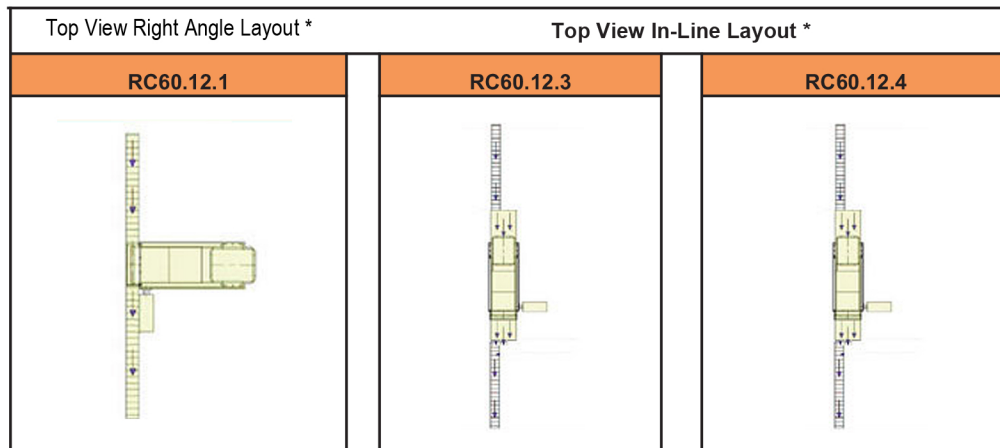 Top View Right Angle Layout *
Top View In-Line Layout *
RC60.12.1
RC60.12.3
RC60.12.4